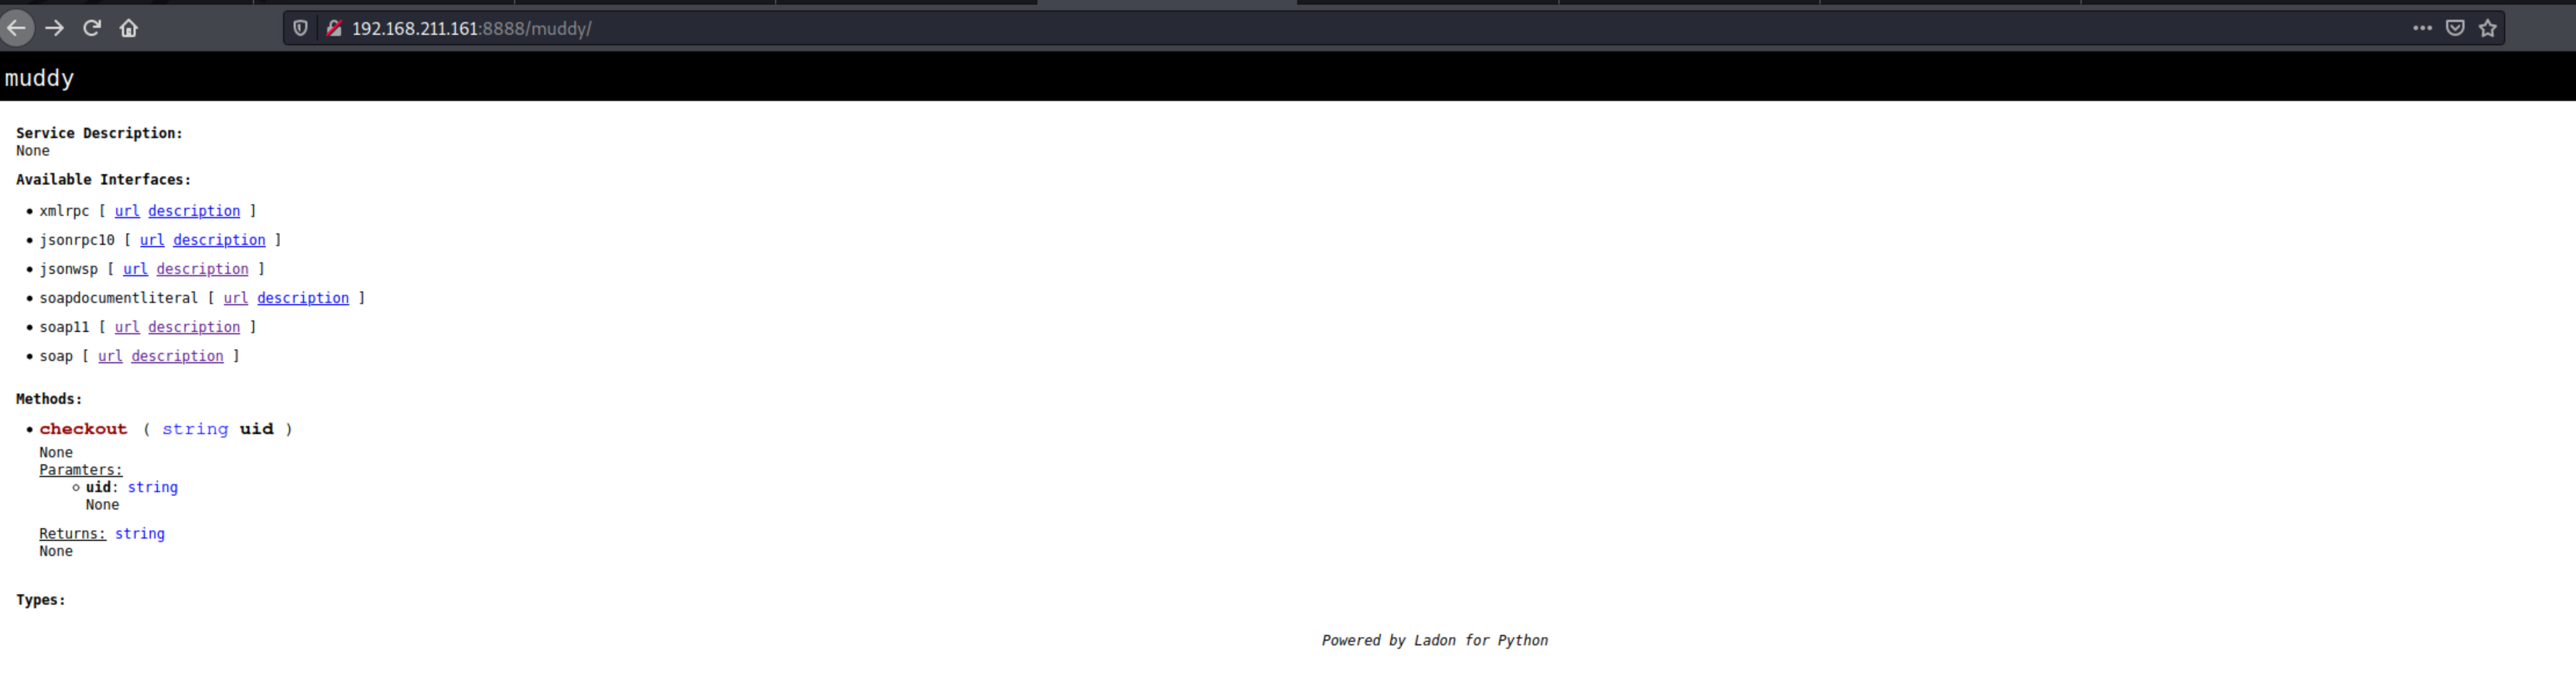 192.168.211.161:8888/muddy/
muddy
Service Description:
None
Available Interfaces:
xmlrpc [ url description ]
jsonrpc10 [ url description ]
jsonwsp [ url description ]
soapdocumentliteral [ url description ]
soap11 [ url description ]
soap [ url description ]
Methods:
checkout ( string uid )
None
Paramters:
uid: string
None
Returns: string
None
Types:
Powered by Ladon for Python